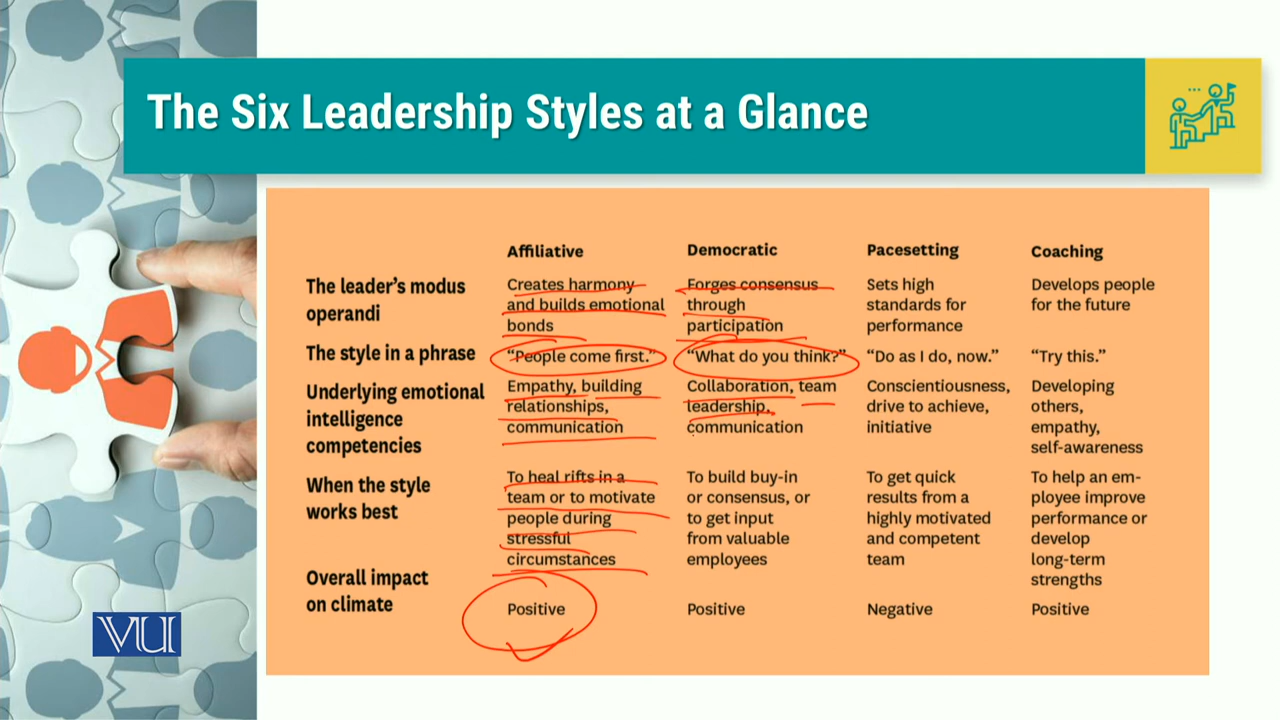 The Six Leadership Styles at a Glance
Affiliative
Democratic
Pacesetting
Coaching
The leader's modus
operandi
Creates harmony
and builds emotional
bonds
Forges consensus
through
participation
Sets high
standards for
performance
Develops people
for the future
The style in a phrase
“People come first.”
“What do you think?”
“Do as I do, now.”
“Try this.”
Underlying emotional
intelligence
competencies
Empathy, building
relationships,
communication
Collaboration, team
leadership,
communication
Conscientiousness,
drive to achieve,
initiative
Developing
others,
empathy,
self-awareness
When the style
works best
To heal rifts in a
team or to motivate
people during
stressful
circumstances
To build buy-in
or consensus, or
to get input
from valuable
employees
To get quick
results from a
highly motivated
and competent
team
To help an em-
ployee improve
performance or
develop
long-term
strengths
Overall impact
on climate
Positive
Positive
Negative
Positive
VU